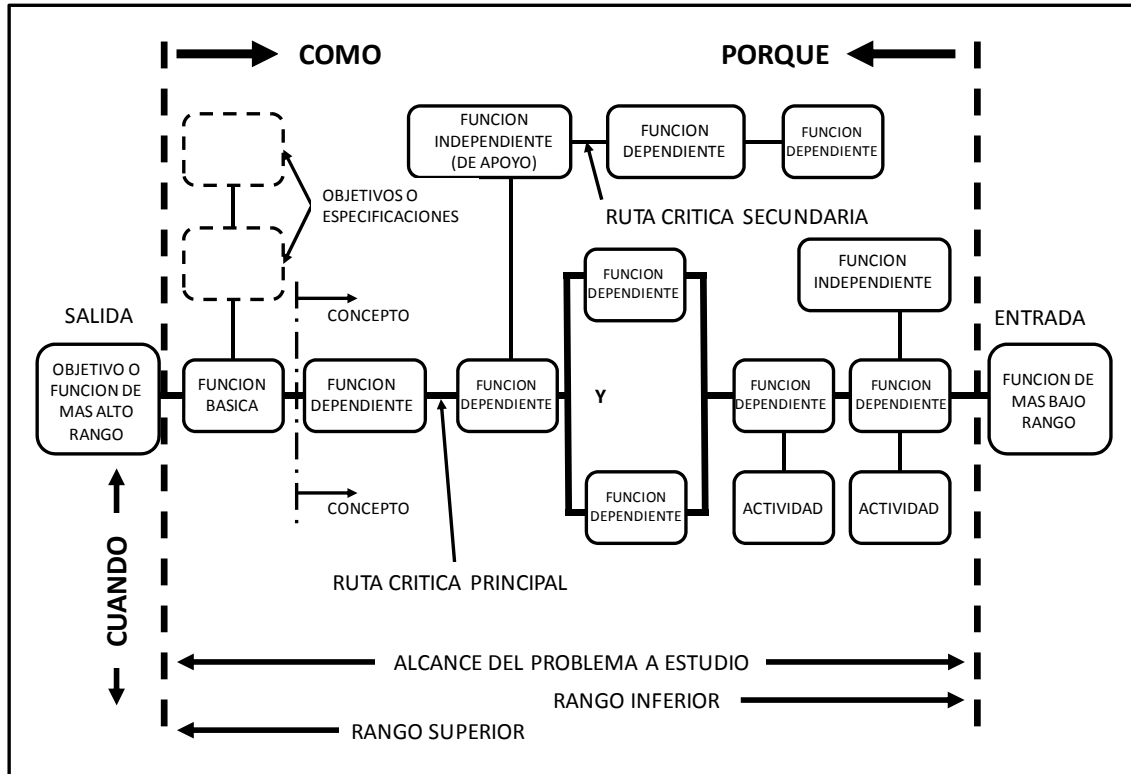 COMO
PORQUE
FUNCION
INDEPENDIENTE
(DE APOYO)
FUNCION
DEPENDIENTE
FUNCION
DEPENDIENTE
OBJETIVOS O
ESPECIFICACIONES
RUTA CRITICA SECUNDARIA
FUNCION
DEPENDIENTE
FUNCION
INDEPENDIENTE
CONCEPTO
SALIDA
ENTRADA
OBJETIVO O
FUNCION DE
MAS ALTO
RANGO
FUNCION
BASICA
FUNCION
DEPENDIENTE
FUNCION
DEPENDIENTE
Y
FUNCION
DEPENDIENTE
FUNCION
DEPENDIENTE
FUNCION DE
MAS BAJO
RANGO
CONCEPTO
FUNCION
DEPENDIENTE
ACTIVIDAD
ACTIVIDAD
CUANDO
RUTA CRITICA PRINCIPAL
ALCANCE DEL PROBLEMA A ESTUDIO
RANGO INFERIOR
RANGO SUPERIOR